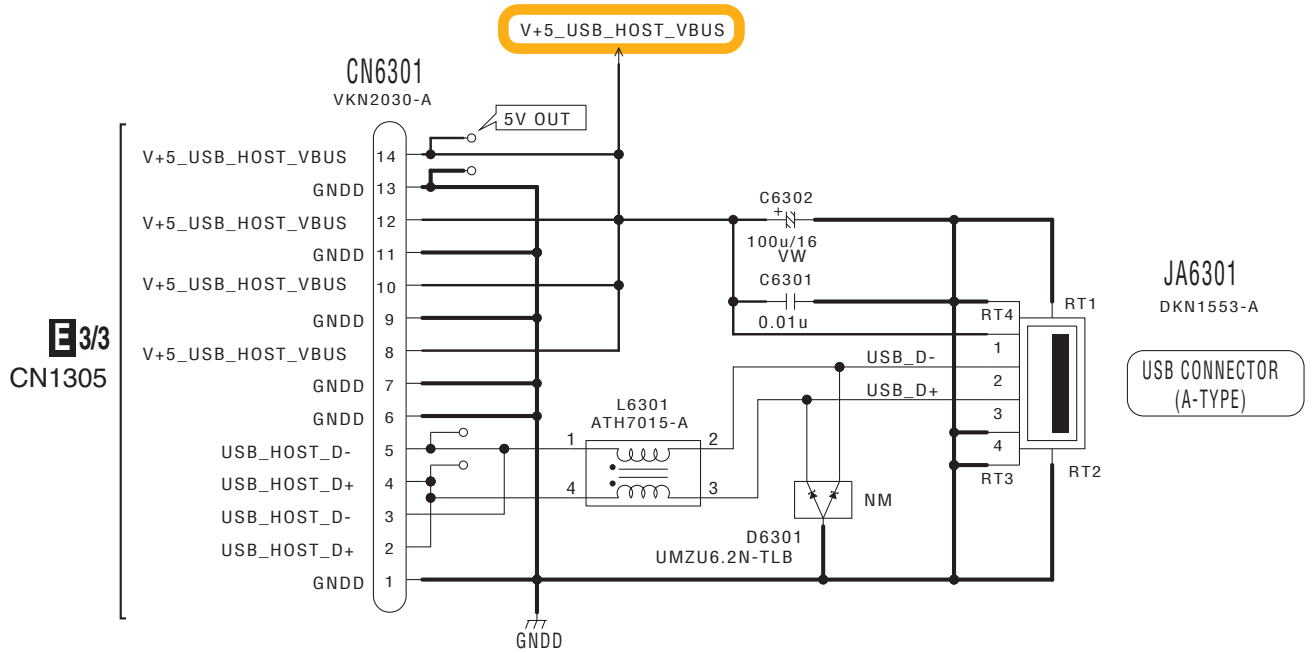 V+5_USB_HOST_VBUS
CN6301
VKN2030-A
5V OUT
V+5_USB_HOST_VBUS 14
GNDD 13
V+5_USB_HOST_VBUS 12
GNDD 11
V+5_USB_HOST_VBUS 10
GNDD 9
V+5_USB_HOST_VBUS 8
GNDD 7
GNDD 6
USB_HOST_D- 5
USB_HOST_D+ 4
USB_HOST_D- 3
USB_HOST_D+ 2
GNDD 1
E 3/3
CN1305
C6302
+
100u/16
VW
C6301
0.01u
USB_D-
USB_D+
L6301
ATH7015-A
1 2
4 3
NM
D6301
UMZU6.2N-TLB
GNDD
RT4
RT1
1
2
3
4
RT3
RT2
JA6301
DKN1553-A
USB CONNECTOR
(A-TYPE)